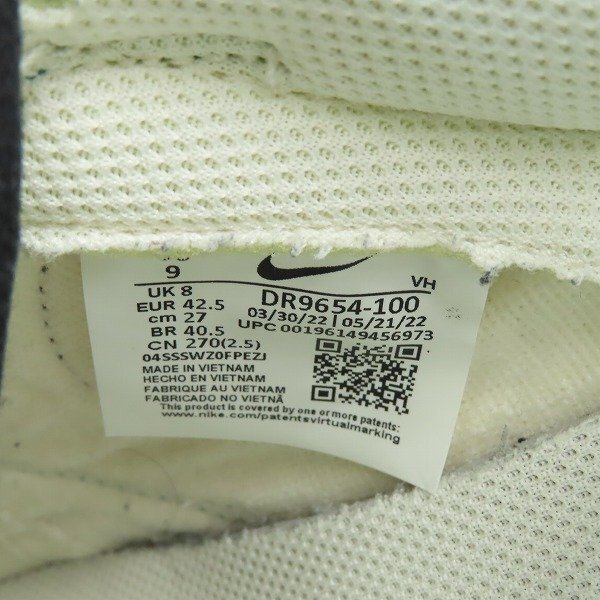 9
VH
UK 8
EUR 42.5
cm 27
BR 40.5
CN 270(2.5)
DR9654-100
03/30/22 | 05/21/22
UPC 00196149456973
04SSSWZ0FPEZJ
MADE IN VIETNAM
HECHO EN VIETNAM
FABRIQUE AU VIETNAM
FABRICADO NO VIETNÃ
This product is covered by one or more patents:
www.nike.com/patentsvirtualmarking